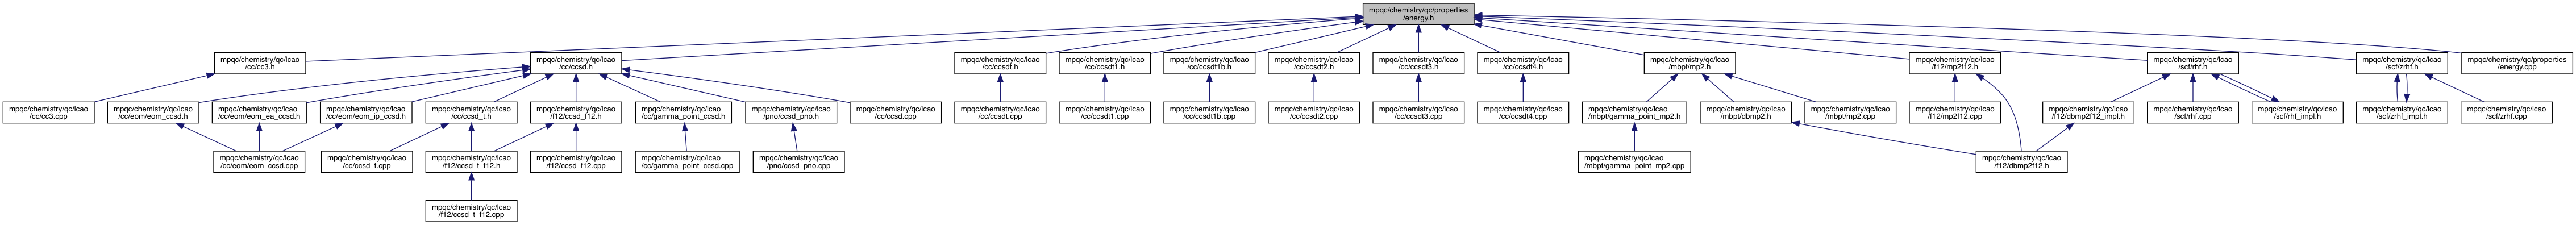 mpqc/chemistry/qc/properties
/energy.h
mpqc/chemistry/qc/lcao
/cc/cc3.h
mpqc/chemistry/qc/lcao
/cc/ccsd.h
mpqc/chemistry/qc/lcao
/cc/ccsdt.h
mpqc/chemistry/qc/lcao
/cc/ccsdt1.h
mpqc/chemistry/qc/lcao
/cc/ccsdt1b.h
mpqc/chemistry/qc/lcao
/cc/ccsdt2.h
mpqc/chemistry/qc/lcao
/cc/ccsdt3.h
mpqc/chemistry/qc/lcao
/cc/ccsdt4.h
mpqc/chemistry/qc/lcao
/mbpt/mp2.h
mpqc/chemistry/qc/lcao
/f12/mp2f12.h
mpqc/chemistry/qc/lcao
/scf/rhf.h
mpqc/chemistry/qc/lcao
/scf/zrhf.h
mpqc/chemistry/qc/properties
/energy.cpp
mpqc/chemistry/qc/lcao
/cc/cc3.cpp
mpqc/chemistry/qc/lcao
/cc/eom/eom_ccsd.h
mpqc/chemistry/qc/lcao
/cc/eom/eom_ea_ccsd.h
mpqc/chemistry/qc/lcao
/cc/eom/eom_ip_ccsd.h
mpqc/chemistry/qc/lcao
/cc/ccsd_t.h
mpqc/chemistry/qc/lcao
/f12/ccsd_f12.h
mpqc/chemistry/qc/lcao
/cc/gamma_point_ccsd.h
mpqc/chemistry/qc/lcao
/pno/ccsd_pno.h
mpqc/chemistry/qc/lcao
/cc/ccsd.cpp
mpqc/chemistry/qc/lcao
/cc/ccsdt.cpp
mpqc/chemistry/qc/lcao
/cc/ccsdt1.cpp
mpqc/chemistry/qc/lcao
/cc/ccsdt1b.cpp
mpqc/chemistry/qc/lcao
/cc/ccsdt2.cpp
mpqc/chemistry/qc/lcao
/cc/ccsdt3.cpp
mpqc/chemistry/qc/lcao
/cc/ccsdt4.cpp
mpqc/chemistry/qc/lcao
/mbpt/gamma_point_mp2.h
mpqc/chemistry/qc/lcao
/mbpt/dbmp2.h
mpqc/chemistry/qc/lcao
/mbpt/mp2.cpp
mpqc/chemistry/qc/lcao
/f12/mp2f12.cpp
mpqc/chemistry/qc/lcao
/f12/dbmp2f12_impl.h
mpqc/chemistry/qc/lcao
/scf/rhf.cpp
mpqc/chemistry/qc/lcao
/scf/rhf_impl.h
mpqc/chemistry/qc/lcao
/scf/zrhf_impl.h
mpqc/chemistry/qc/lcao
/scf/zrhf.cpp
mpqc/chemistry/qc/lcao
/cc/eom/eom_ccsd.cpp
mpqc/chemistry/qc/lcao
/cc/ccsd_t.cpp
mpqc/chemistry/qc/lcao
/f12/ccsd_t_f12.h
mpqc/chemistry/qc/lcao
/f12/ccsd_f12.cpp
mpqc/chemistry/qc/lcao
/cc/gamma_point_ccsd.cpp
mpqc/chemistry/qc/lcao
/pno/ccsd_pno.cpp
mpqc/chemistry/qc/lcao
/mbpt/gamma_point_mp2.cpp
mpqc/chemistry/qc/lcao
/f12/dbmp2f12.h
mpqc/chemistry/qc/lcao
/f12/ccsd_t_f12.cpp